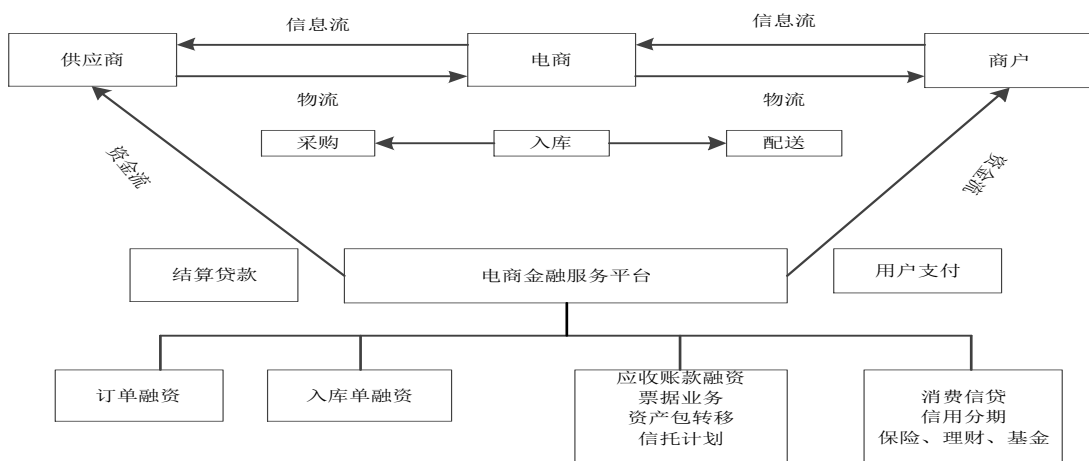 信息流
信息流
供应商
电商
商户
物流
物流
采购
入库
配送
资金流
资金流
结算贷款
电商金融服务平台
用户支付
订单融资
入库单融资
应收账款融资
票据业务
资产包转移
信托计划
消费信贷
信用分期
保险、理财、基金